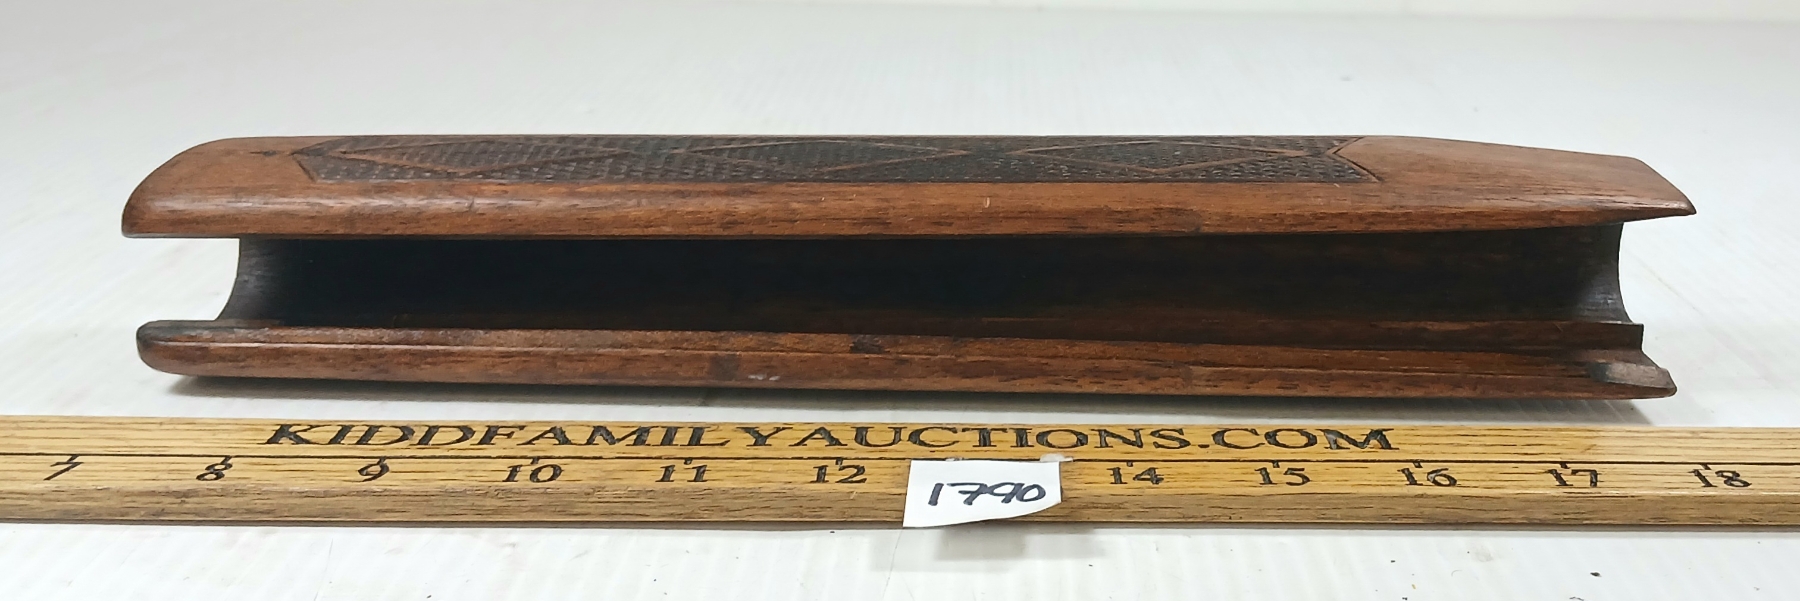 KIDDFAMILYAUCTIONS.COM
7 8 9 10 11 12 14 15 16 17 18
1790